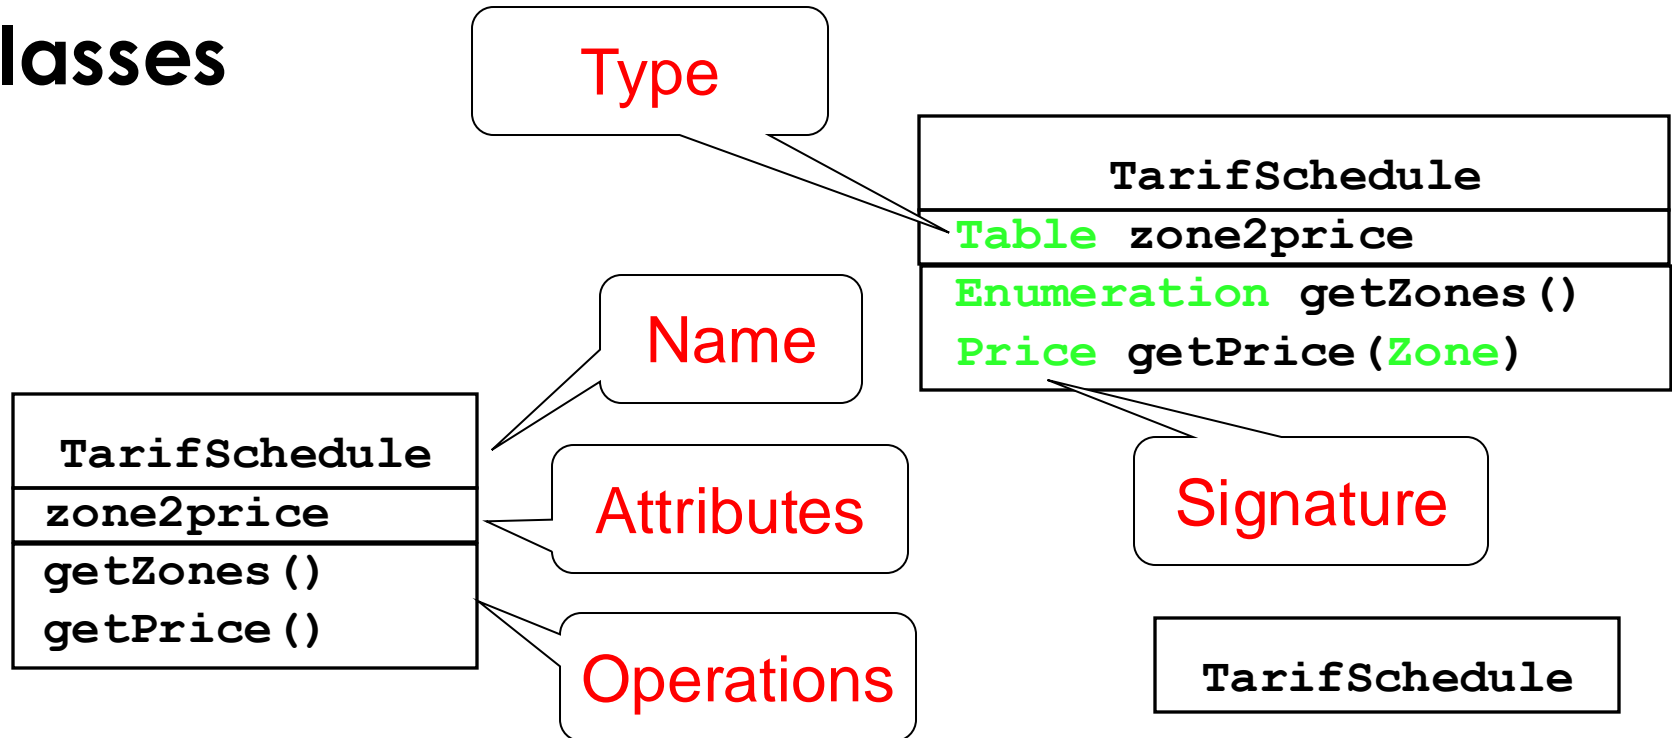 lasses
Type
TarifSchedule
Table zone2price
Enumeration getZones()
Price getPrice(Zone)
Name
TarifSchedule
zone2price
getZones()
getPrice()
Attributes
Signature
Operations
TarifSchedule